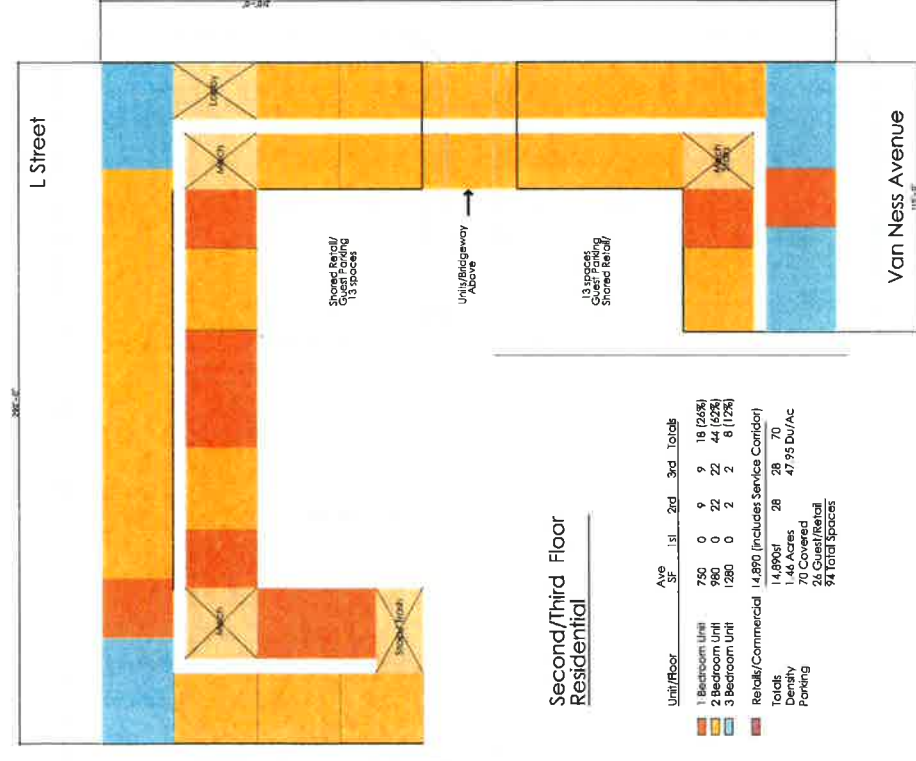 L Street
Lobby
Mech
Shared Retail/
Guest Parking
13 spaces
Units/Bridgeway
Above
13 spaces
Guest Parking
Shared Retail/
Mech
Van Ness Avenue
Mech
Second/Third Floor
Residential
Unit/Floor Ave SF 1st 2rd 3rd Totals
1 Bedroom Unit 750 0 9 9 18 (26%)
2 Bedroom Unit 980 0 22 22 44 (62%)
3 Bedroom Unit 1280 0 2 2 8 (12%)
Retails/Commercial 14,890 (includes Service Corridor)
Totals 14,890sf 28 28 70
Density 1.46 Acres 47.95 Du/Ac
Parking 70 Covered
26 Guest/Retail
94 Total Spaces